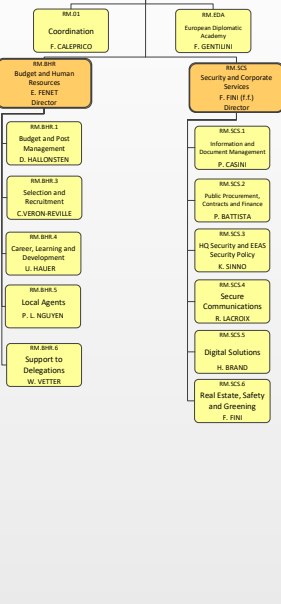 RM.01
Coordination
F. CALEPRICO
RM.EDA
European Diplomatic
Academy
F. GENTILINI
RM.BHR
Budget and Human
Resources
E. FENET
Director
RM.BHR.1
Budget and Post
Management
D. HALLONSTEN
RM.BHR.3
Selection and
Recruitment
C.VERON-REVILLE
RM.BHR.4
Career, Learning and
Development
U. HAUER
RM.BHR.5
Local Agents
P. L. NGUYEN
RM.BHR.6
Support to
Delegations
W. VETTER
RM.SCS
Security and Corporate
Services
F. FINI (f.f.)
Director
RM.SCS.1
Information and
Document Management
P. CASINI
RM.SCS.2
Public Procurement,
Contracts and Finance
P. BATTISTA
RM.SCS.3
HQ Security and EEAS
Security Policy
K. SINNO
RM.SCS.4
Secure
Communications
R. LACROIX
RM.SCS.5
Digital Solutions
H. BRAND
RM.SCS.6
Real Estate, Safety
and Greening
F. FINI